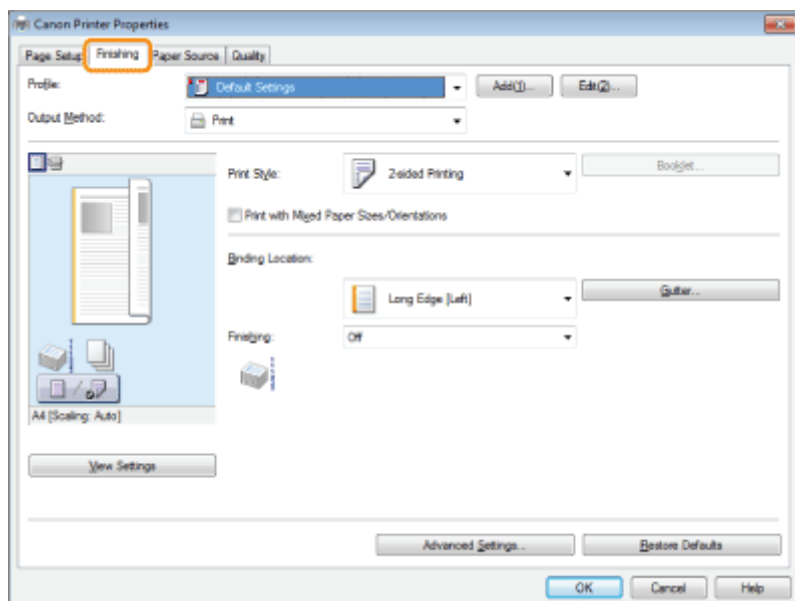 Canon Printer Properties
Page Setup Finishing Paper Source Quality
Profile: Default Settings Add(1)... Edit(2)...
Output Method: Print
Print Style: 2-sided Printing Booklet...
Print with Mixed Paper Sizes/Orientations
Binding Location:
Long Edge [Left] Gutter...
Finishing: Off
A4 [Scaling: Auto]
View Settings
Advanced Settings... Restore Defaults
OK Cancel Help